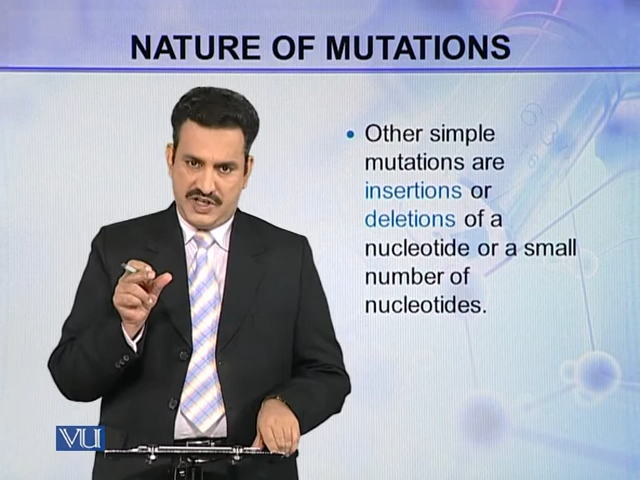 NATURE OF MUTATIONS
• Other simple
mutations are
insertions or
deletions of a
nucleotide or a small
number of
nucleotides.
VU